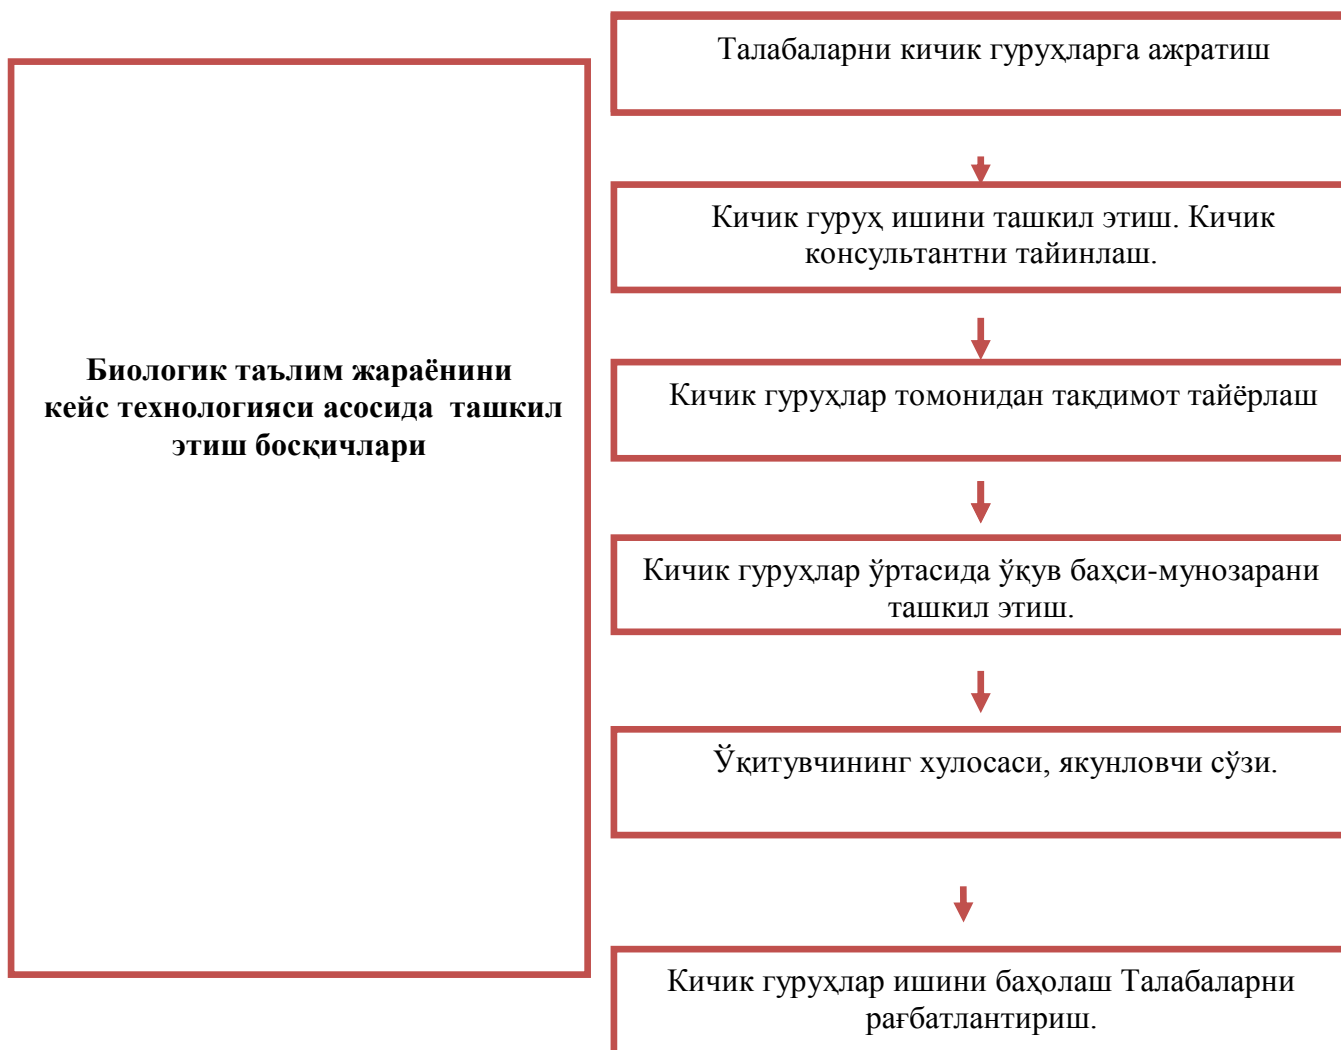 Биологик таълим жараёнини
кейс технологияси асосида ташкил
этиш босқичлари
Талабаларни кичик гуруҳларга ажратиш
Кичик гуруҳ ишини ташкил этиш. Кичик
консультантни тайинлаш.
Кичик гуруҳлар томонидан тақдимот тайёрлаш
Кичик гуруҳлар ўртасида ўқув баҳси-мунозарани
ташкил этиш.
Ўқитувчининг хулосаси, якунловчи сўзи.
Кичик гуруҳлар ишини баҳолаш Талабаларни
рағбатлантириш.